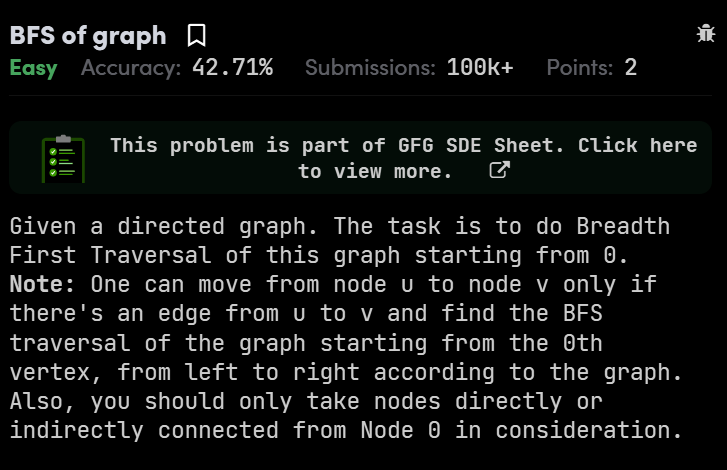 BFS of graph
Easy Accuracy: 42.71% Submissions: 100k+ Points: 2
This problem is part of GFG SDE Sheet. Click here
to view more.
Given a directed graph. The task is to do Breadth
First Traversal of this graph starting from 0.
Note: One can move from node u to node v only if
there's an edge from u to v and find the BFS
traversal of the graph starting from the 0th
vertex, from left to right according to the graph.
Also, you should only take nodes directly or
indirectly connected from Node 0 in consideration.